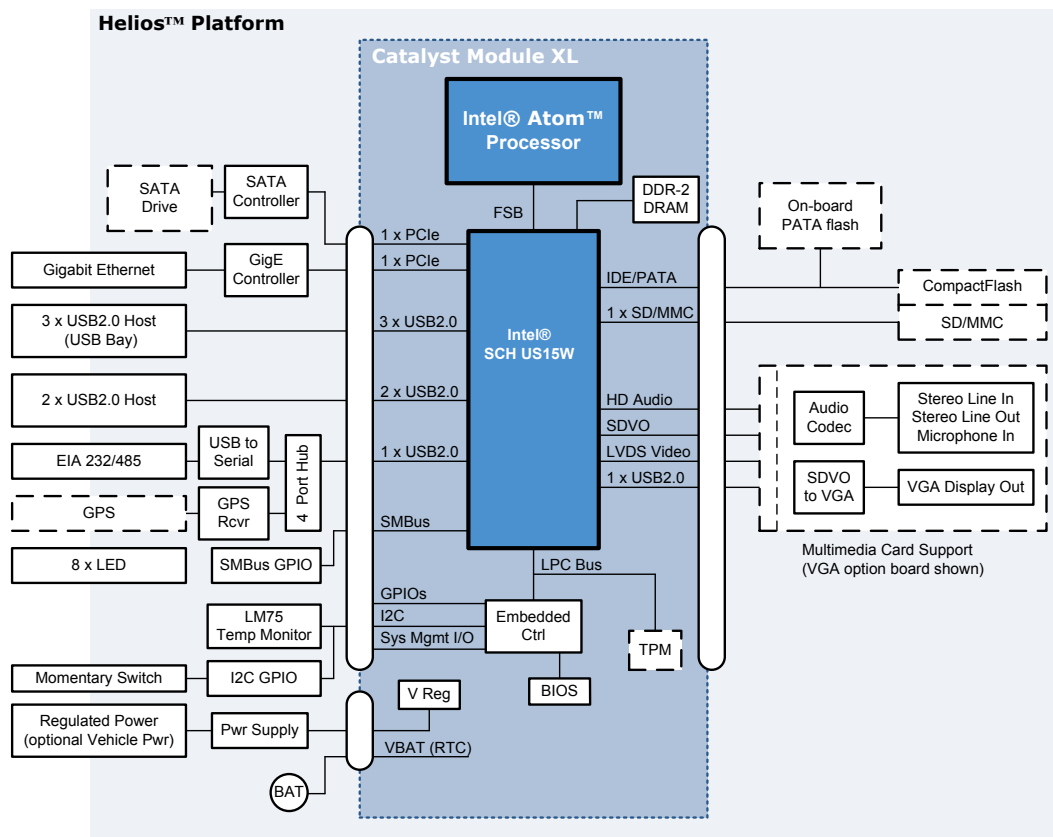 Helios™ Platform
Catalyst Module XL
Intel® Atom™
Processor
SATA
Drive
SATA
Controller
FSB
DDR-2
DRAM
On-board
PATA flash
1 x PCIe
1 x PCIe
Gigabit Ethernet
GigE
Controller
IDE/PATA
CompactFlash
3 x USB2.0 Host
(USB Bay)
3 x USB2.0
1 x SD/MMC
SD/MMC
Intel®
SCH US15W
2 x USB2.0 Host
2 x USB2.0
HD Audio
SDVO
LVDS Video
1 x USB2.0
Audio
Codec
Stereo Line In
Stereo Line Out
Microphone In
EIA 232/485
USB to
Serial
4 Port Hub
1 x USB2.0
SDVO
to VGA
VGA Display Out
GPS
GPS
Rcvr
SMBus
8 x LED
SMBus GPIO
LPC Bus
Multimedia Card Support
(VGA option board shown)
GPIOs
I2C
Sys Mgmt I/O
LM75
Temp Monitor
Embedded
Ctrl
TPM
Momentary Switch
I2C GPIO
BIOS
V Reg
Regulated Power
(optional Vehicle Pwr)
Pwr Supply
VBAT (RTC)
BAT